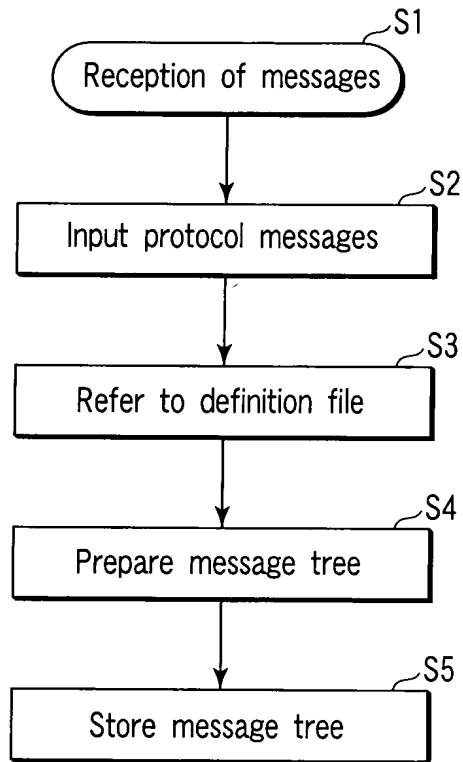 S1
Reception of messages
S2
Input protocol messages
S3
Refer to definition file
S4
Prepare message tree
S5
Store message tree